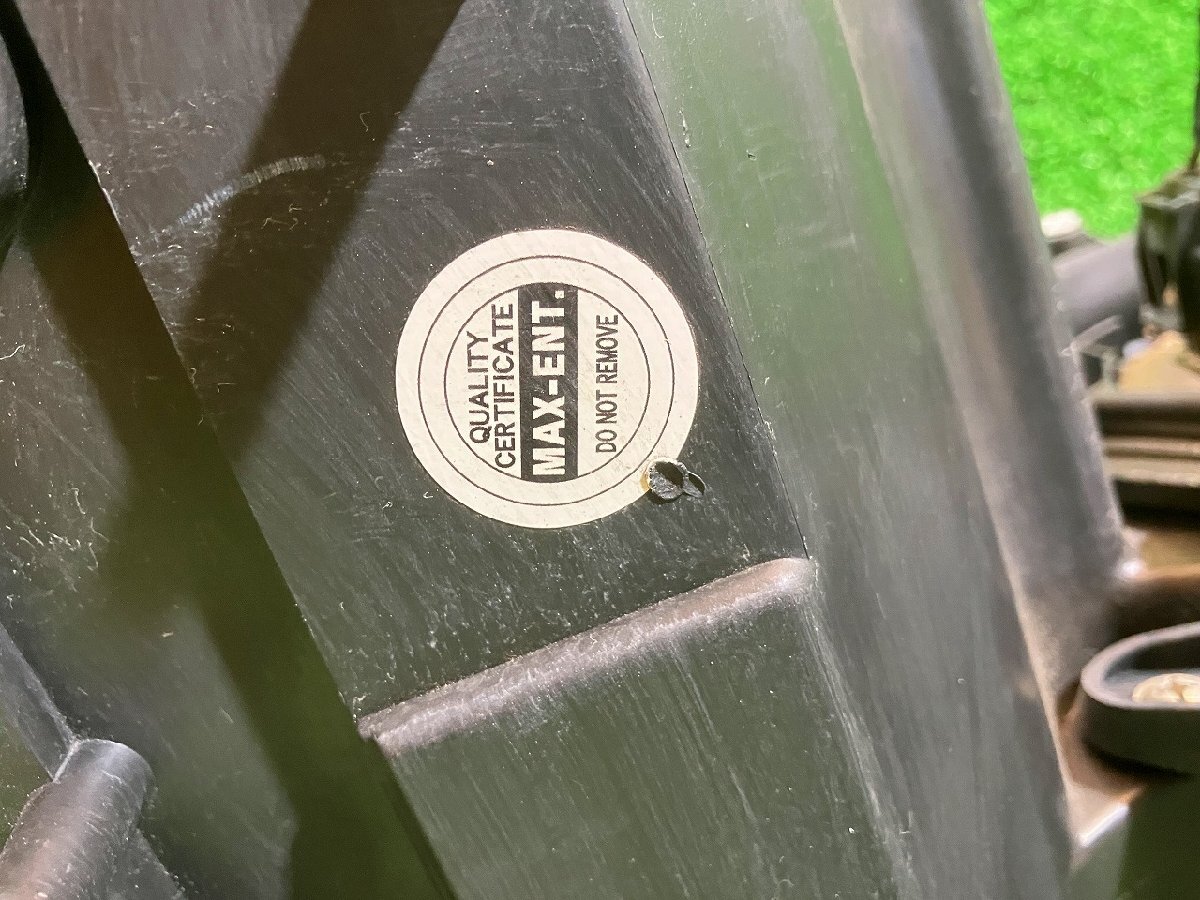 QUALITY
CERTIFICATE
MAX-ENT.
DO NOT REMOVE